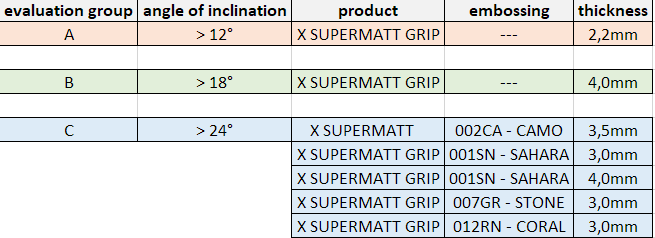 evaluation group angle of inclination product embossing thickness
A > 12° X SUPERMATT GRIP --- 2,2mm
B > 18° X SUPERMATT GRIP --- 4,0mm
C > 24° X SUPERMATT 002CA - CAMO 3,5mm
X SUPERMATT GRIP 001SN - SAHARA 3,0mm
X SUPERMATT GRIP 001SN - SAHARA 4,0mm
X SUPERMATT GRIP 007GR - STONE 3,0mm
X SUPERMATT GRIP 012RN - CORAL 3,0mm